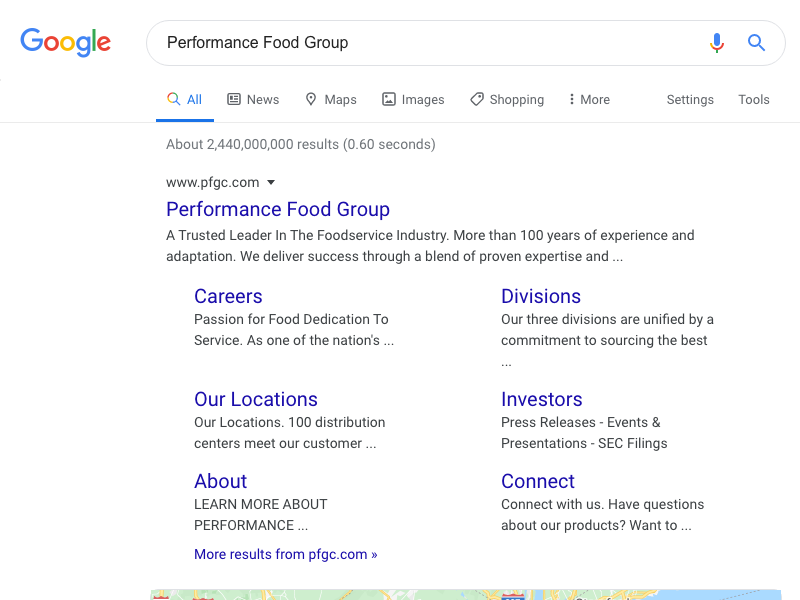 Google
Performance Food Group
All News Maps Images Shopping More Settings Tools
About 2,440,000,000 results (0.60 seconds)
www.pfgc.com
Performance Food Group
A Trusted Leader In The Foodservice Industry. More than 100 years of experience and
adaptation. We deliver success through a blend of proven expertise and ...
Careers
Passion for Food Dedication To
Service. As one of the nation's ...
Divisions
Our three divisions are unified by a
commitment to sourcing the best
...
Our Locations
Our Locations. 100 distribution
centers meet our customer ...
Investors
Press Releases - Events &
Presentations - SEC Filings
About
LEARN MORE ABOUT
PERFORMANCE ...
Connect
Connect with us. Have questions
about our products? Want to ...
More results from pfgc.com »